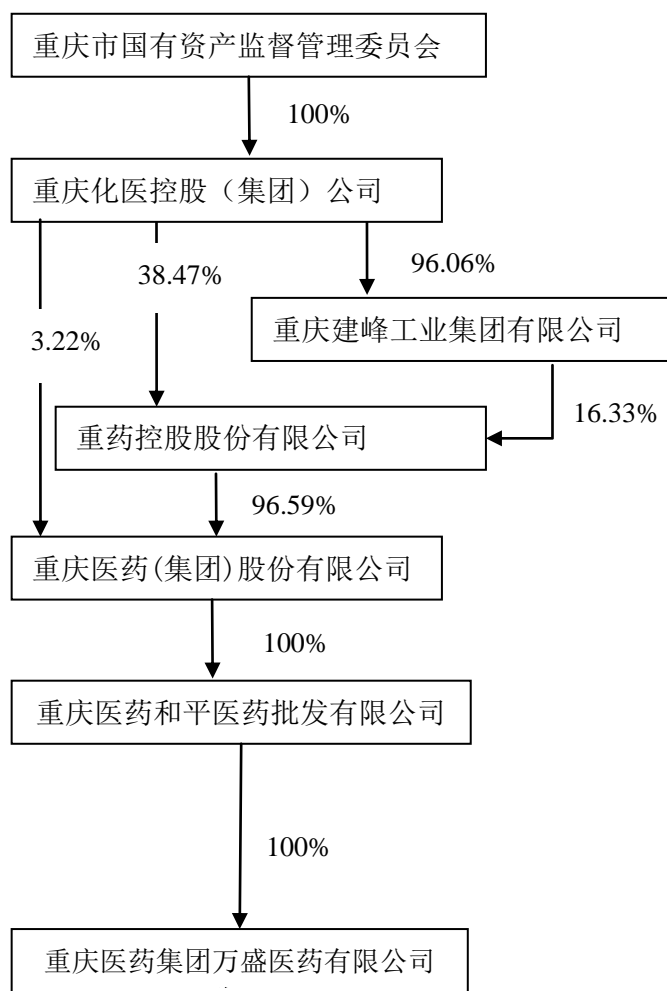 重庆市国有资产监督管理委员会
100%
重庆化医控股（集团）公司
38.47%
96.06%
3.22%
重庆建峰工业集团有限公司
16.33%
重药控股股份有限公司
96.59%
重庆医药(集团)股份有限公司
100%
重庆医药和平医药批发有限公司
100%
重庆医药集团万盛医药有限公司